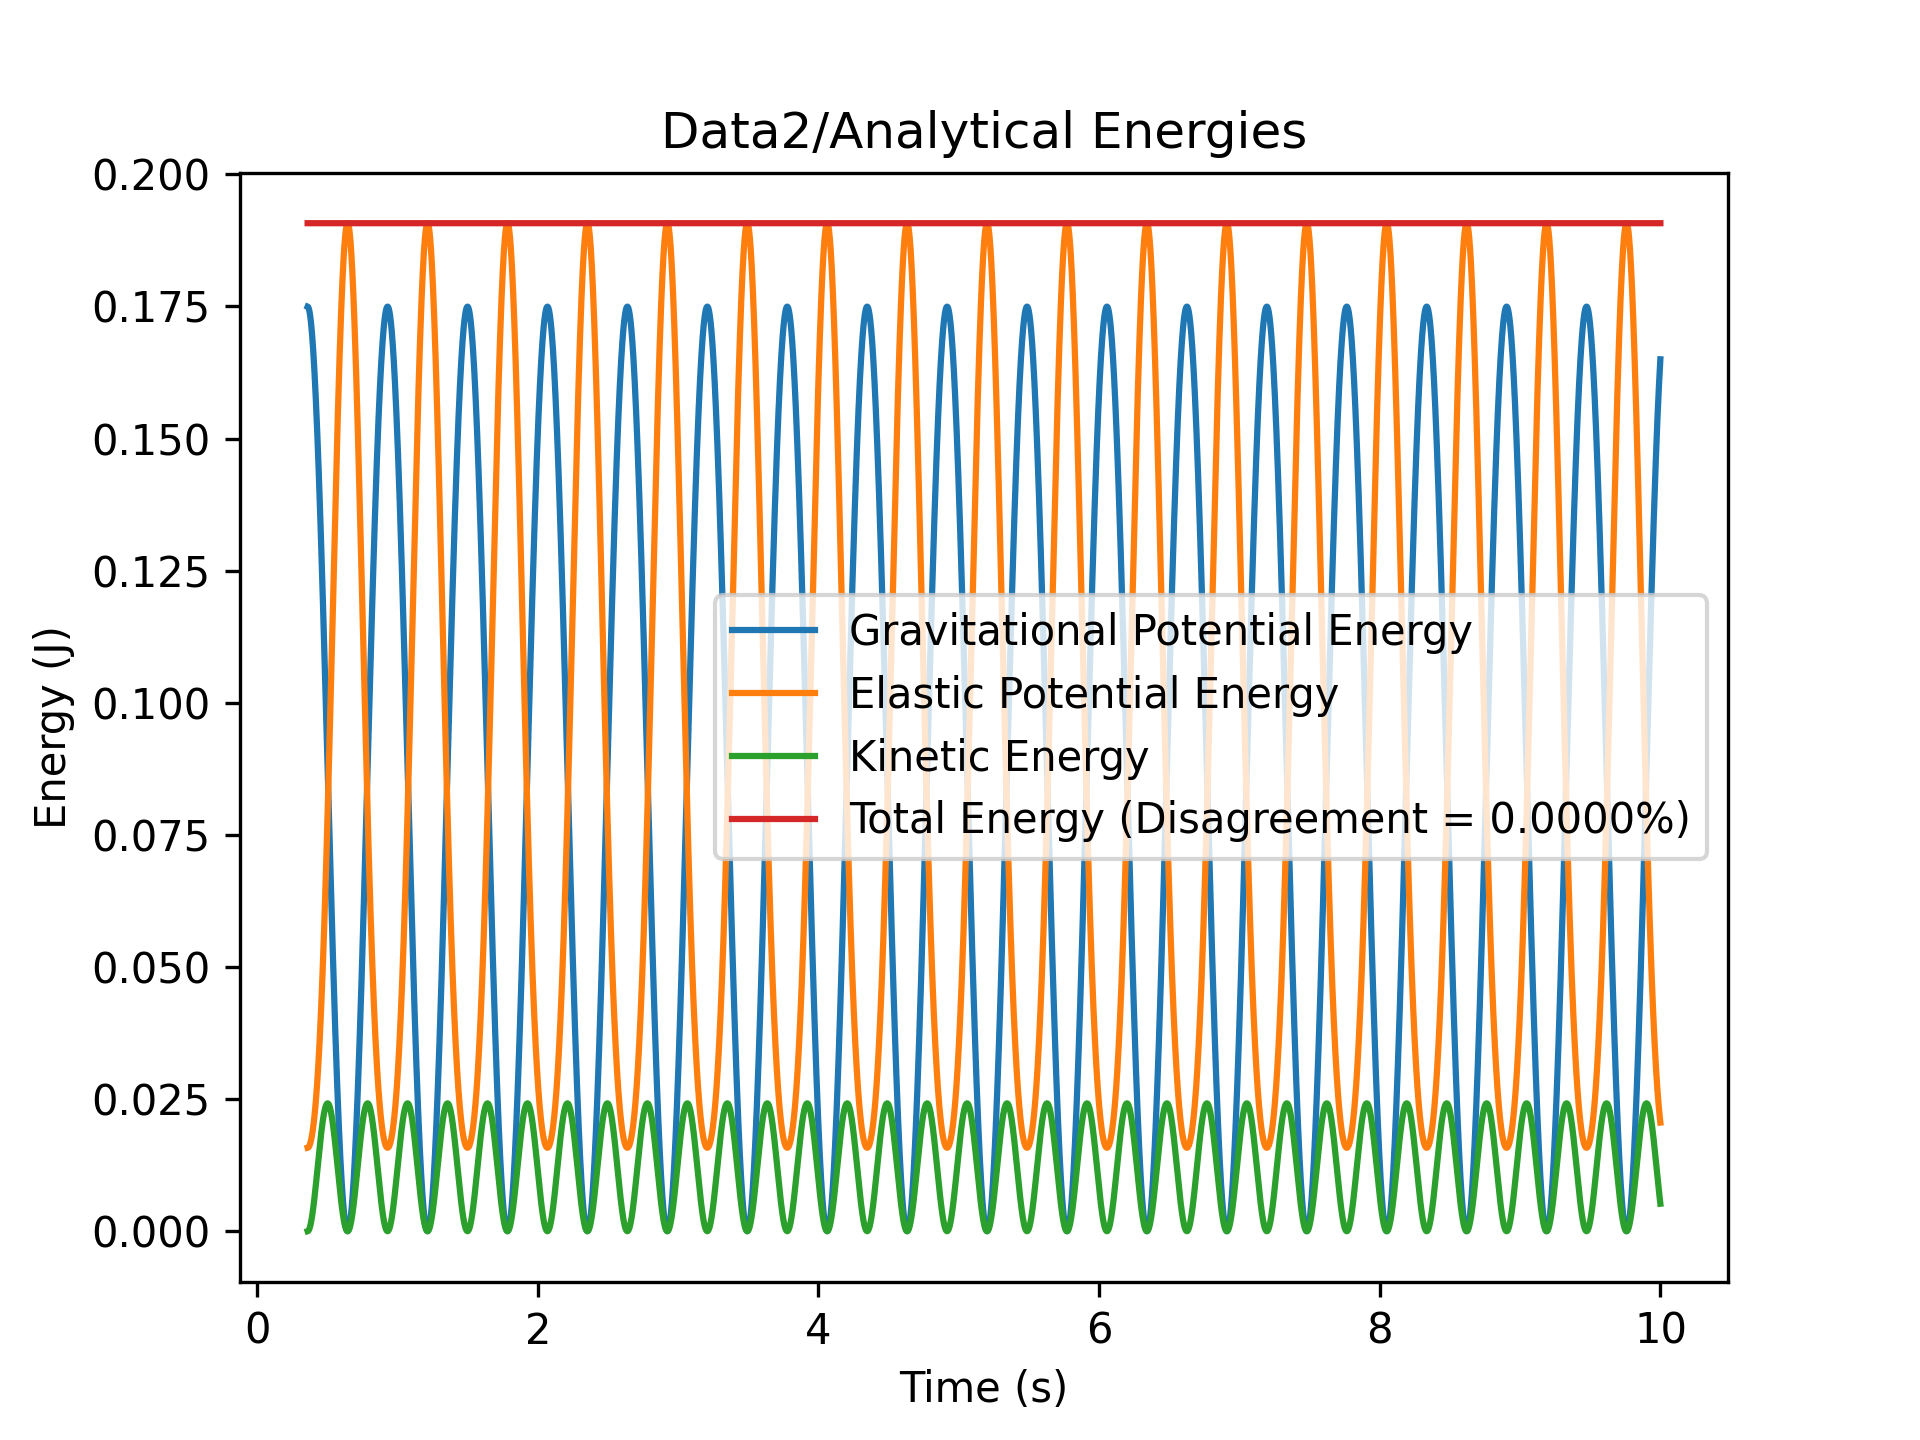 Data2/Analytical Energies
0.200
0.175
0.150
0.125
0.100
0.075
0.050
0.025
0.000
Energy (J)
Gravitational Potential Energy
Elastic Potential Energy
Kinetic Energy
Total Energy (Disagreement = 0.0000%)
0 2 4 6 8 10
Time (s)